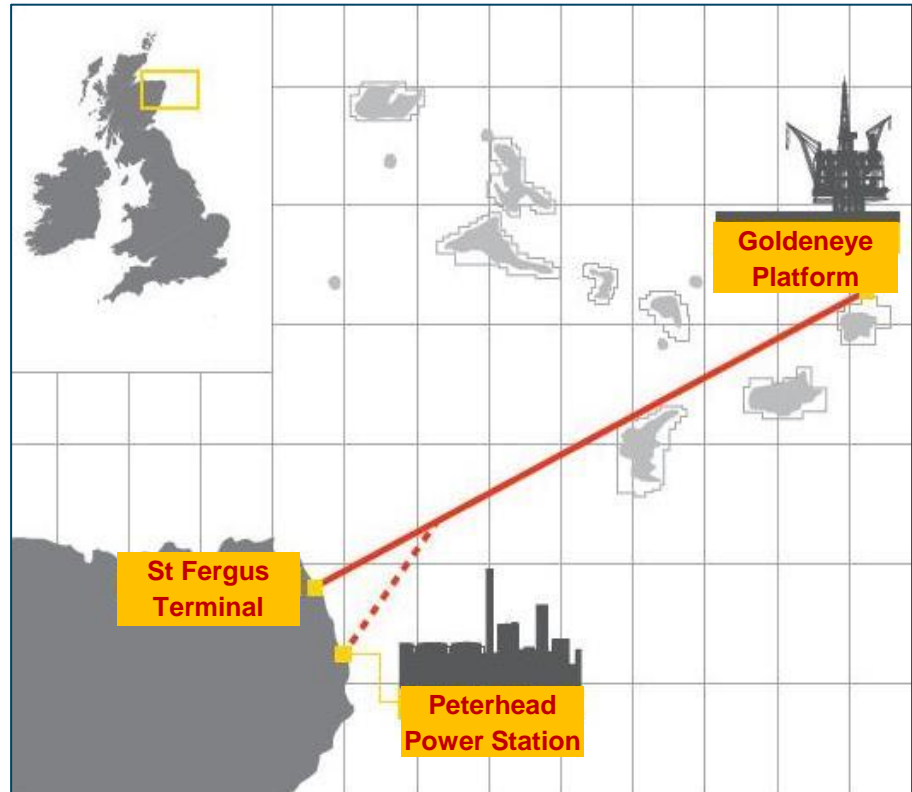 Goldeneye
Platform
St Fergus
Terminal
Peterhead
Power Station